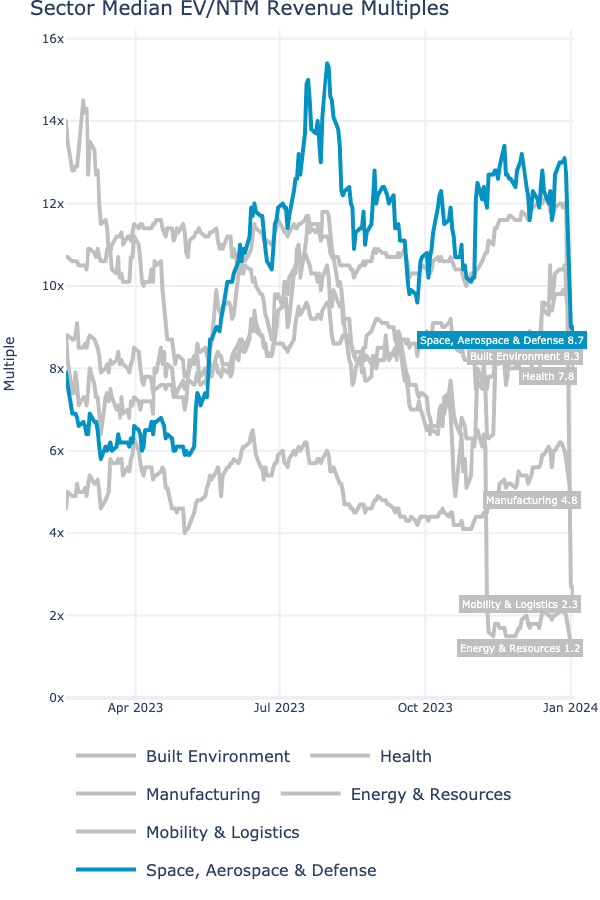 Sector Median EV/NTM Revenue Multiples
16x
14x
12x
10x
8x
6x
4x
2x
0x
Multiple
Space, Aerospace & Defense 8.7
Built Environment 8.3
Health 7.8
Manufacturing 4.8
Mobility & Logistics 2.3
Energy & Resources 1.2
Apr 2023 Jul 2023 Oct 2023 Jan 2024
Built Environment Health
Manufacturing Energy & Resources
Mobility & Logistics
Space, Aerospace & Defense